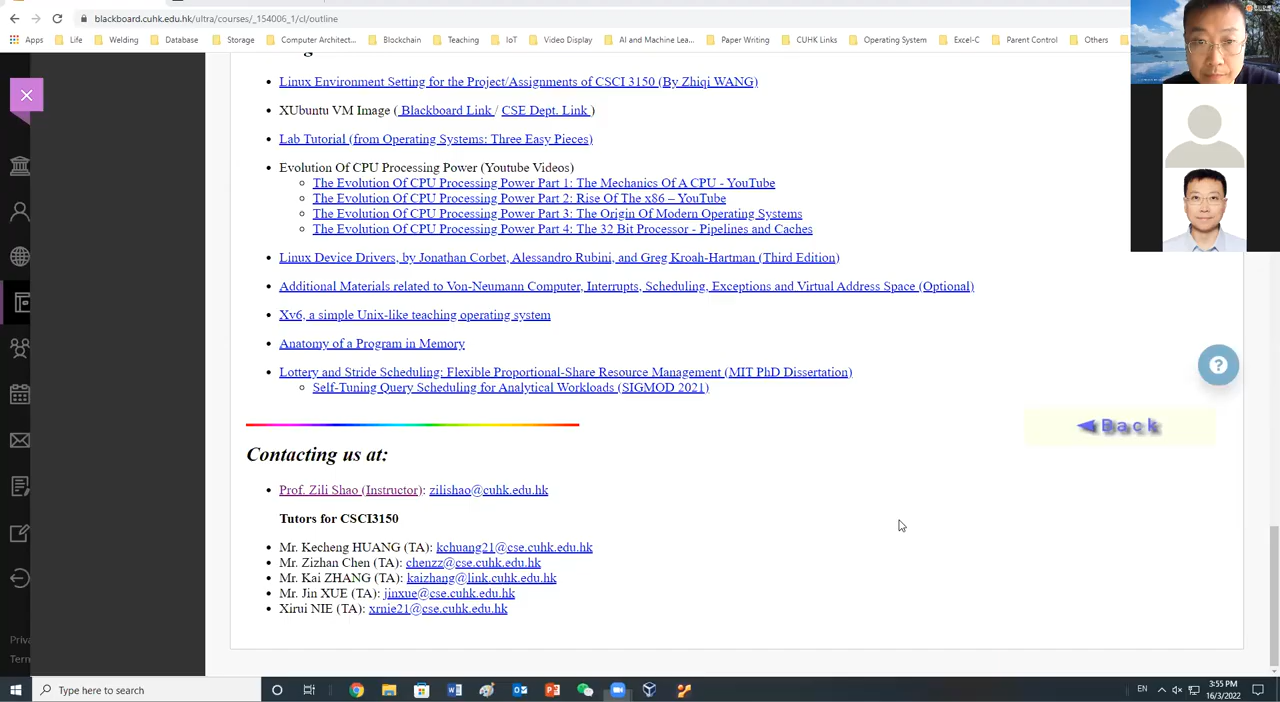 blackboard.cuhk.edu.hk/ultra/courses/_154006_1/cl/outline
Apps Life Welding Database Storage Computer Architect... Blockchain Teaching IoT Video Display AI and Machine Lea... Paper Writing CUHK Links Operating System Excel-C Parent Control Others
Linux Environment Setting for the Project/Assignments of CSCI 3150 (By Zhiqi WANG)
XUbuntu VM Image ( Blackboard Link / CSE Dept. Link )
Lab Tutorial (from Operating Systems: Three Easy Pieces)
Evolution Of CPU Processing Power (Youtube Videos)
The Evolution Of CPU Processing Power Part 1: The Mechanics Of A CPU - YouTube
The Evolution Of CPU Processing Power Part 2: Rise Of The x86 – YouTube
The Evolution Of CPU Processing Power Part 3: The Origin Of Modern Operating Systems
The Evolution Of CPU Processing Power Part 4: The 32 Bit Processor - Pipelines and Caches
Linux Device Drivers, by Jonathan Corbet, Alessandro Rubini, and Greg Kroah-Hartman (Third Edition)
Additional Materials related to Von-Neumann Computer, Interrupts, Scheduling, Exceptions and Virtual Address Space (Optional)
Xv6, a simple Unix-like teaching operating system
Anatomy of a Program in Memory
Lottery and Stride Scheduling: Flexible Proportional-Share Resource Management (MIT PhD Dissertation)
Self-Tuning Query Scheduling for Analytical Workloads (SIGMOD 2021)
Back
Contacting us at:
Prof. Zili Shao (Instructor): zilishao@cuhk.edu.hk
Tutors for CSCI3150
Mr. Kecheng HUANG (TA): kchuang21@cse.cuhk.edu.hk
Mr. Zizhan Chen (TA): chenzz@cse.cuhk.edu.hk
Mr. Kai ZHANG (TA): kaizhang@link.cuhk.edu.hk
Mr. Jin XUE (TA): jinxue@cse.cuhk.edu.hk
Xirui NIE (TA): xrnie21@cse.cuhk.edu.hk
Priva
Term
Type here to search
EN
3:55 PM
16/3/2022